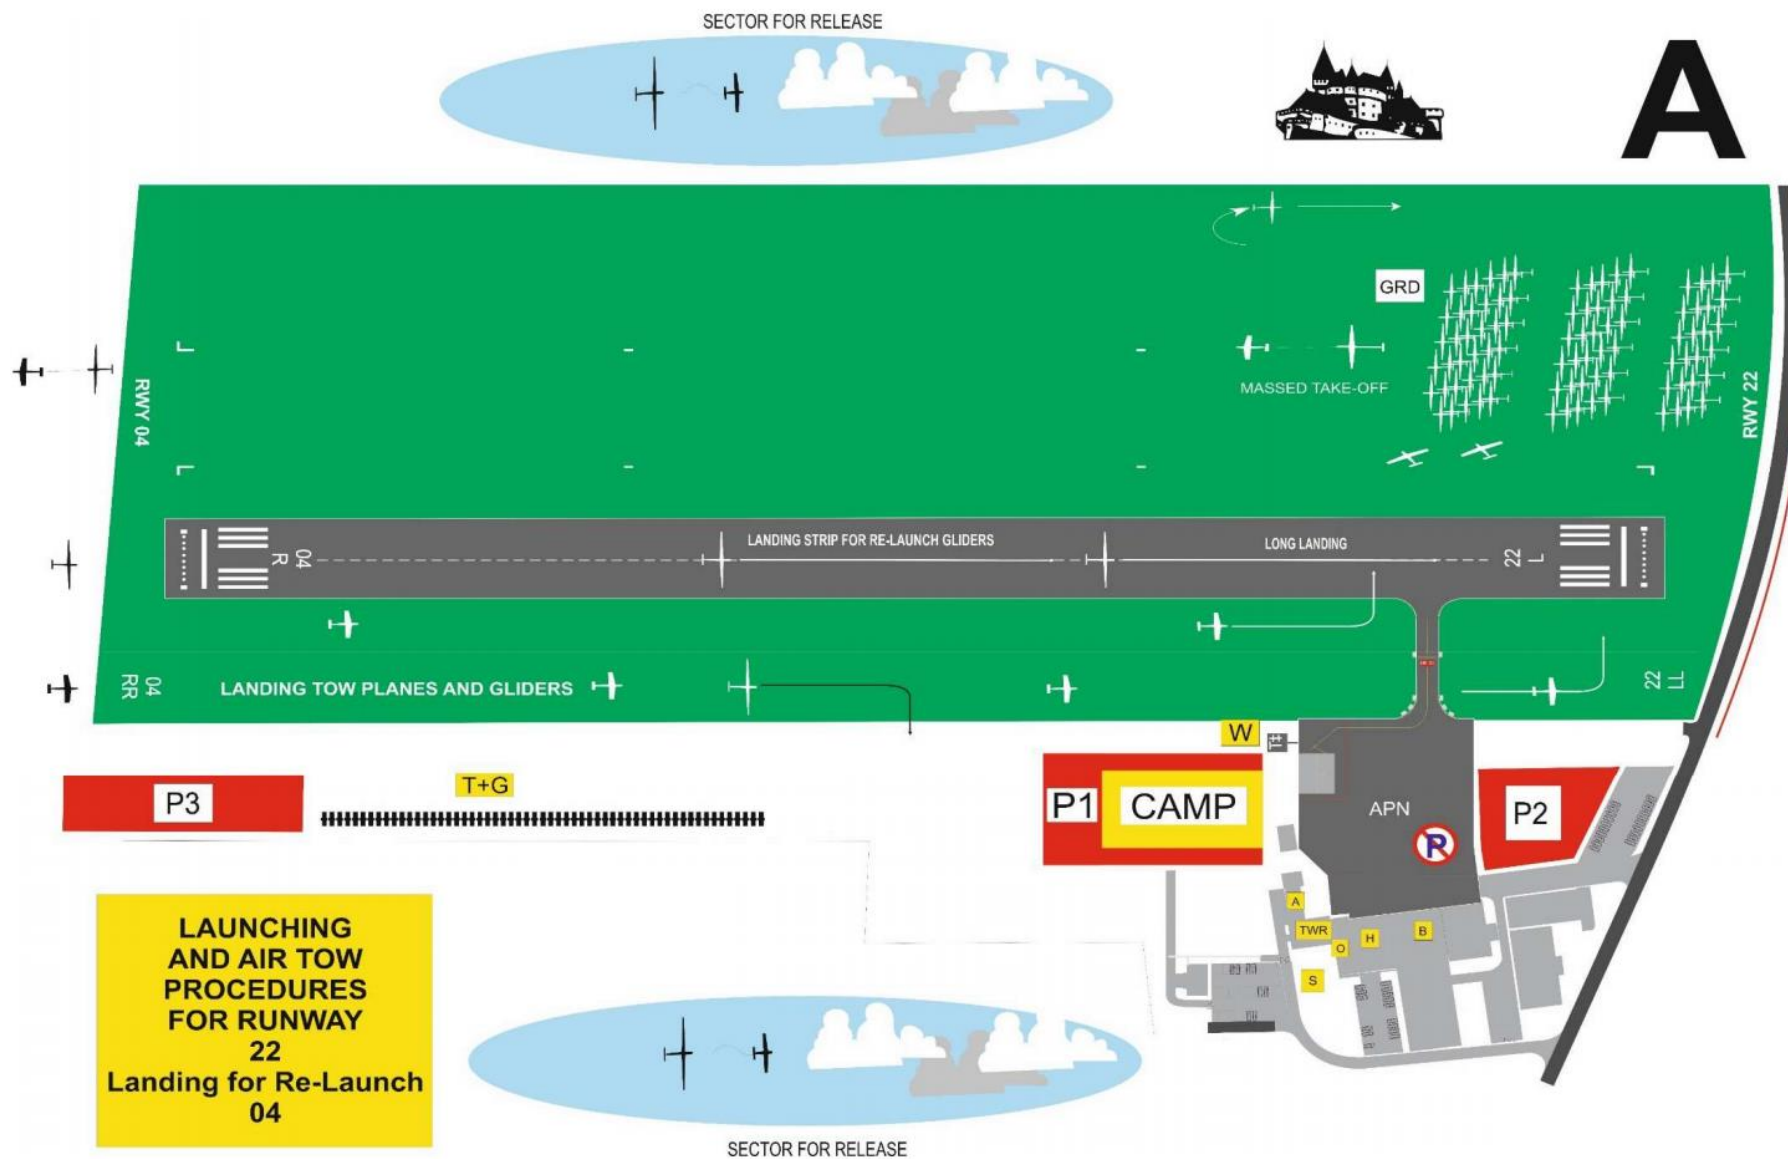 SECTOR FOR RELEASE
A
GRD
MASSED TAKE-OFF
RWY 04
RWY 22
04
R
LANDING STRIP FOR RE-LAUNCH GLIDERS
LONG LANDING
22
L
04
RR
LANDING TOW PLANES AND GLIDERS
22
LL
W
P3
T+G
P1
CAMP
APN
P
P2
A
TWR
O
H
B
S
LAUNCHING
AND AIR TOW
PROCEDURES
FOR RUNWAY
22
Landing for Re-Launch
04
SECTOR FOR RELEASE